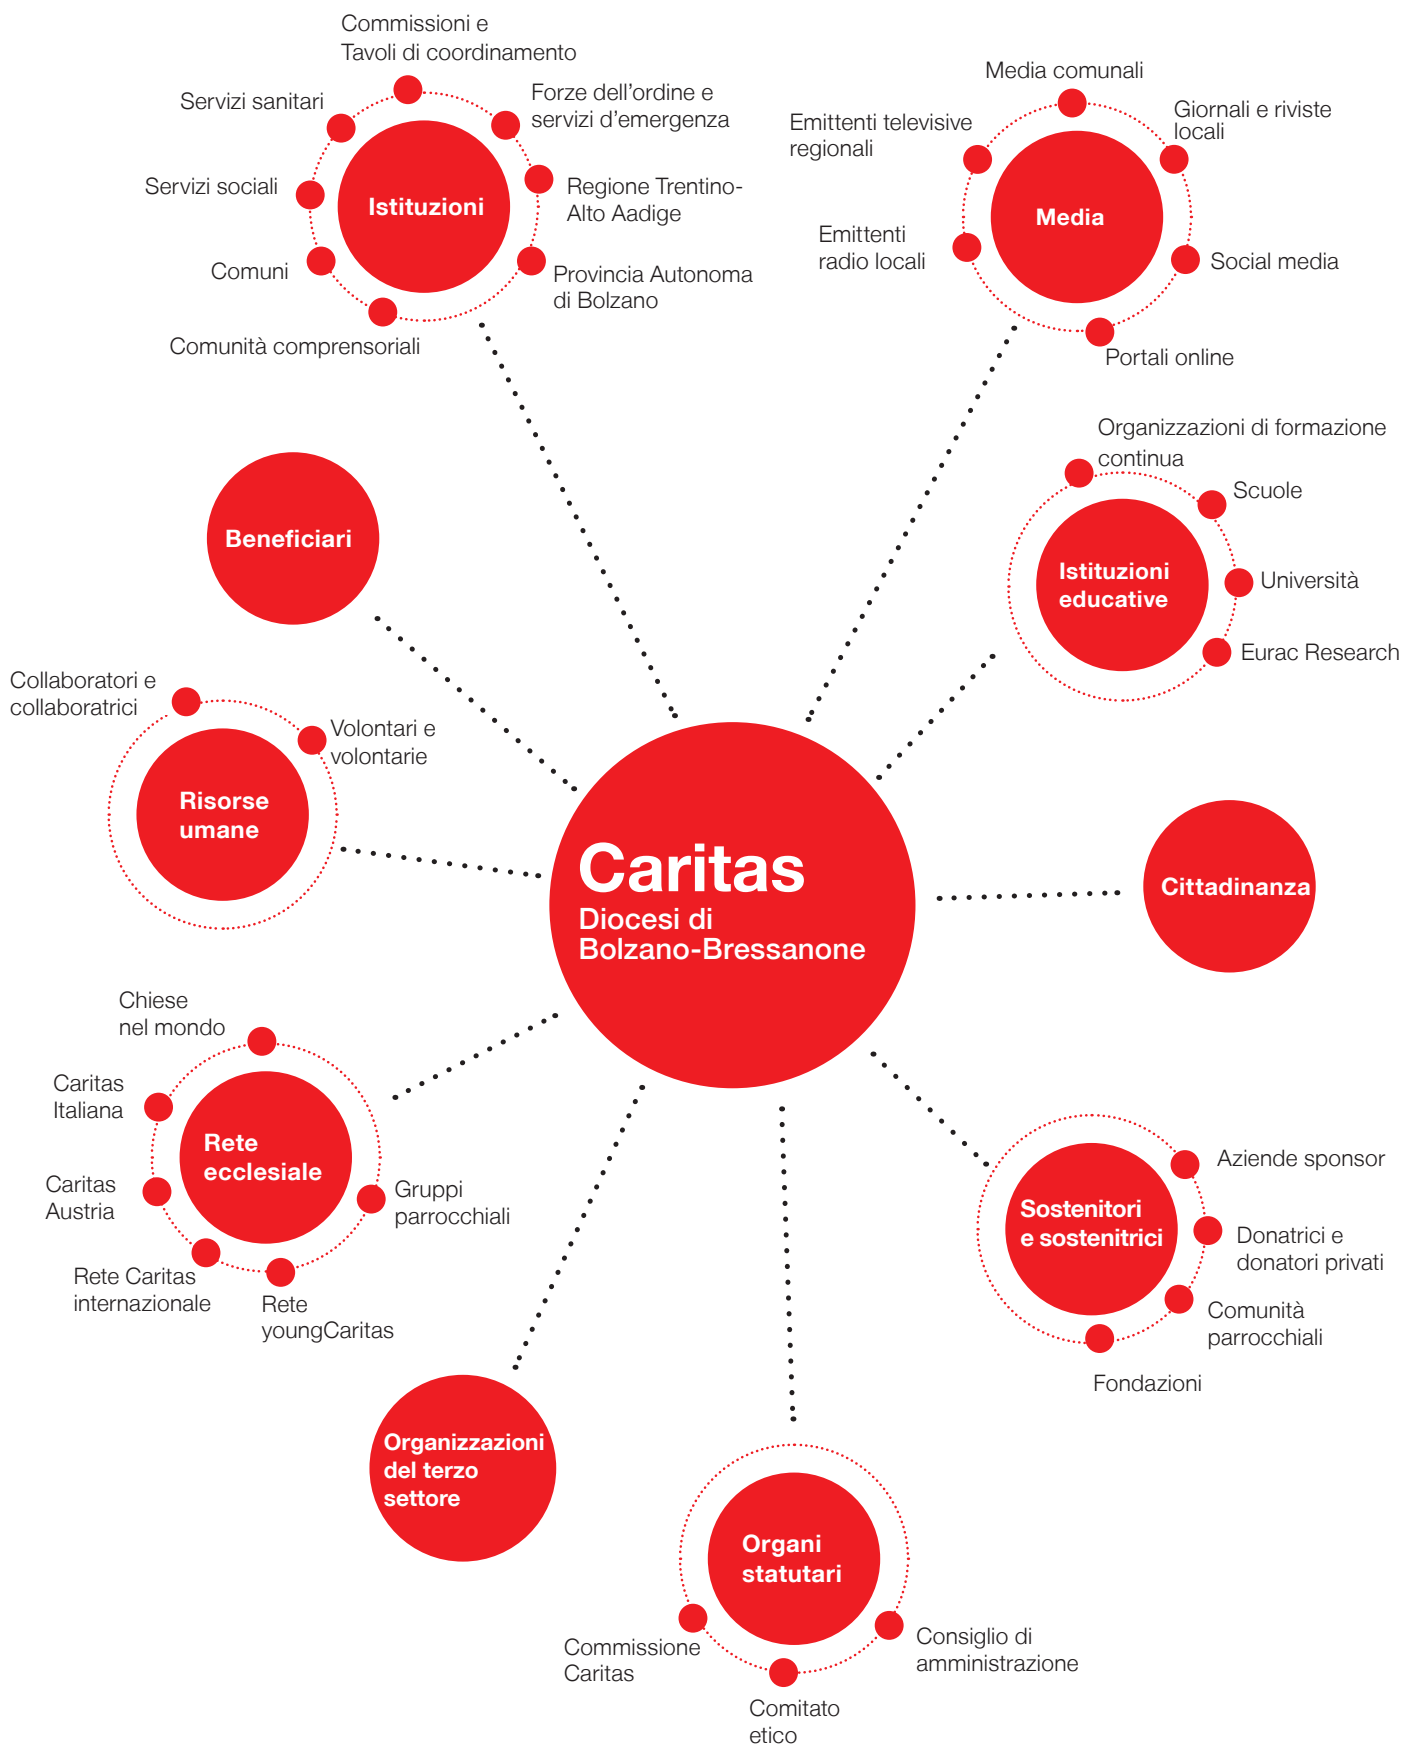 Commissioni e
Tavoli di coordinamento
Servizi sanitari
Forze dell'ordine e
servizi d'emergenza
Servizi sociali
Istituzioni
Regione Trentino-
Alto Aadige
Comuni
Provincia Autonoma
di Bolzano
Comunità comprensoriali
Media comunali
Emittenti televisive
regionali
Giornali e riviste
locali
Media
Emittenti
radio locali
Social media
Portali online
Organizzazioni di formazione
continua
Scuole
Istituzioni
educative
Università
Eurac Research
Beneficiari
Collaboratori e
collaboratrici
Volontari e
volontarie
Risorse
umane
Caritas
Diocesi di
Bolzano-Bressanone
Cittadinanza
Chiese
nel mondo
Caritas
Italiana
Rete
ecclesiale
Caritas
Austria
Gruppi
parrocchiali
Rete Caritas
internazionale
Rete
youngCaritas
Aziende sponsor
Sostenitori
e sostenitrici
Donatrici e
donatori privati
Comunità
parrocchiali
Fondazioni
Organizzazioni
del terzo
settore
Organi
statutari
Commissione
Caritas
Consiglio di
amministrazione
Comitato
etico